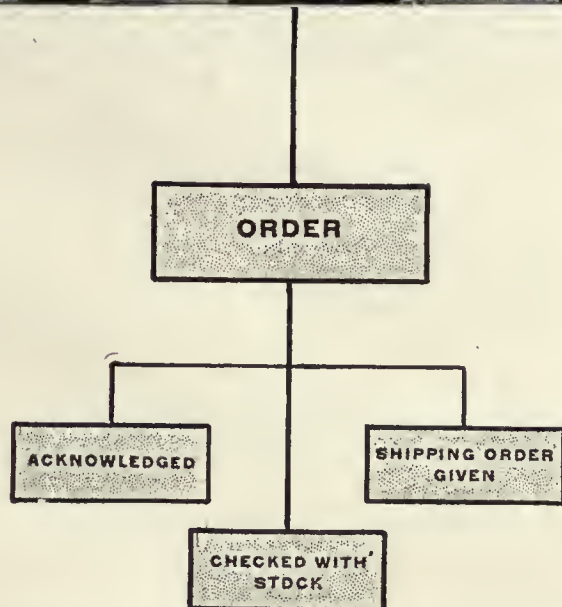 ORDER
ACKNOWLEDGED
SHIPPING ORDER
GIVEN
CHECKED WITH
STOCK